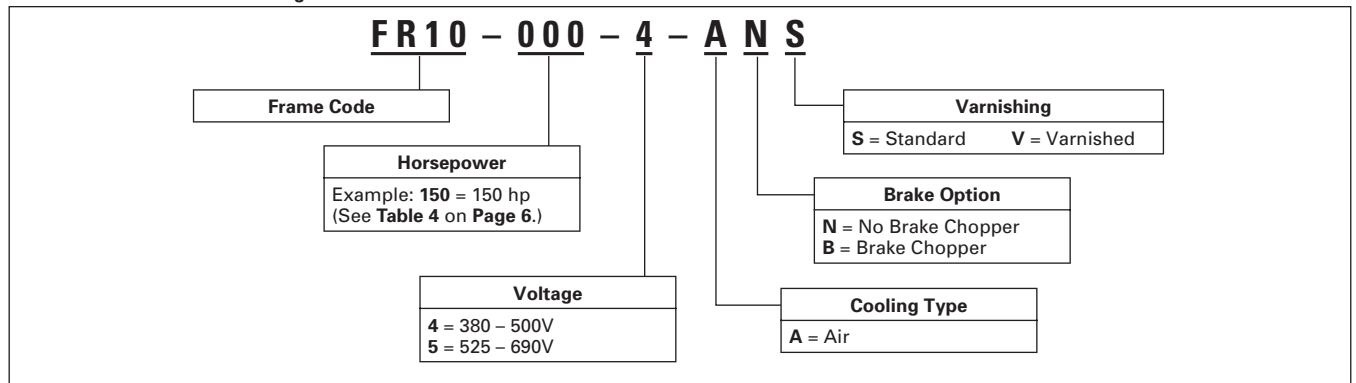 FR10 – 000 – 4 – A N S
Frame Code
Horsepower
Example: 150 = 150 hp
(See Table 4 on Page 6.)
Voltage
4 = 380 – 500V
5 = 525 – 690V
Varnishing
S = Standard V = Varnished
Brake Option
N = No Brake Chopper
B = Brake Chopper
Cooling Type
A = Air